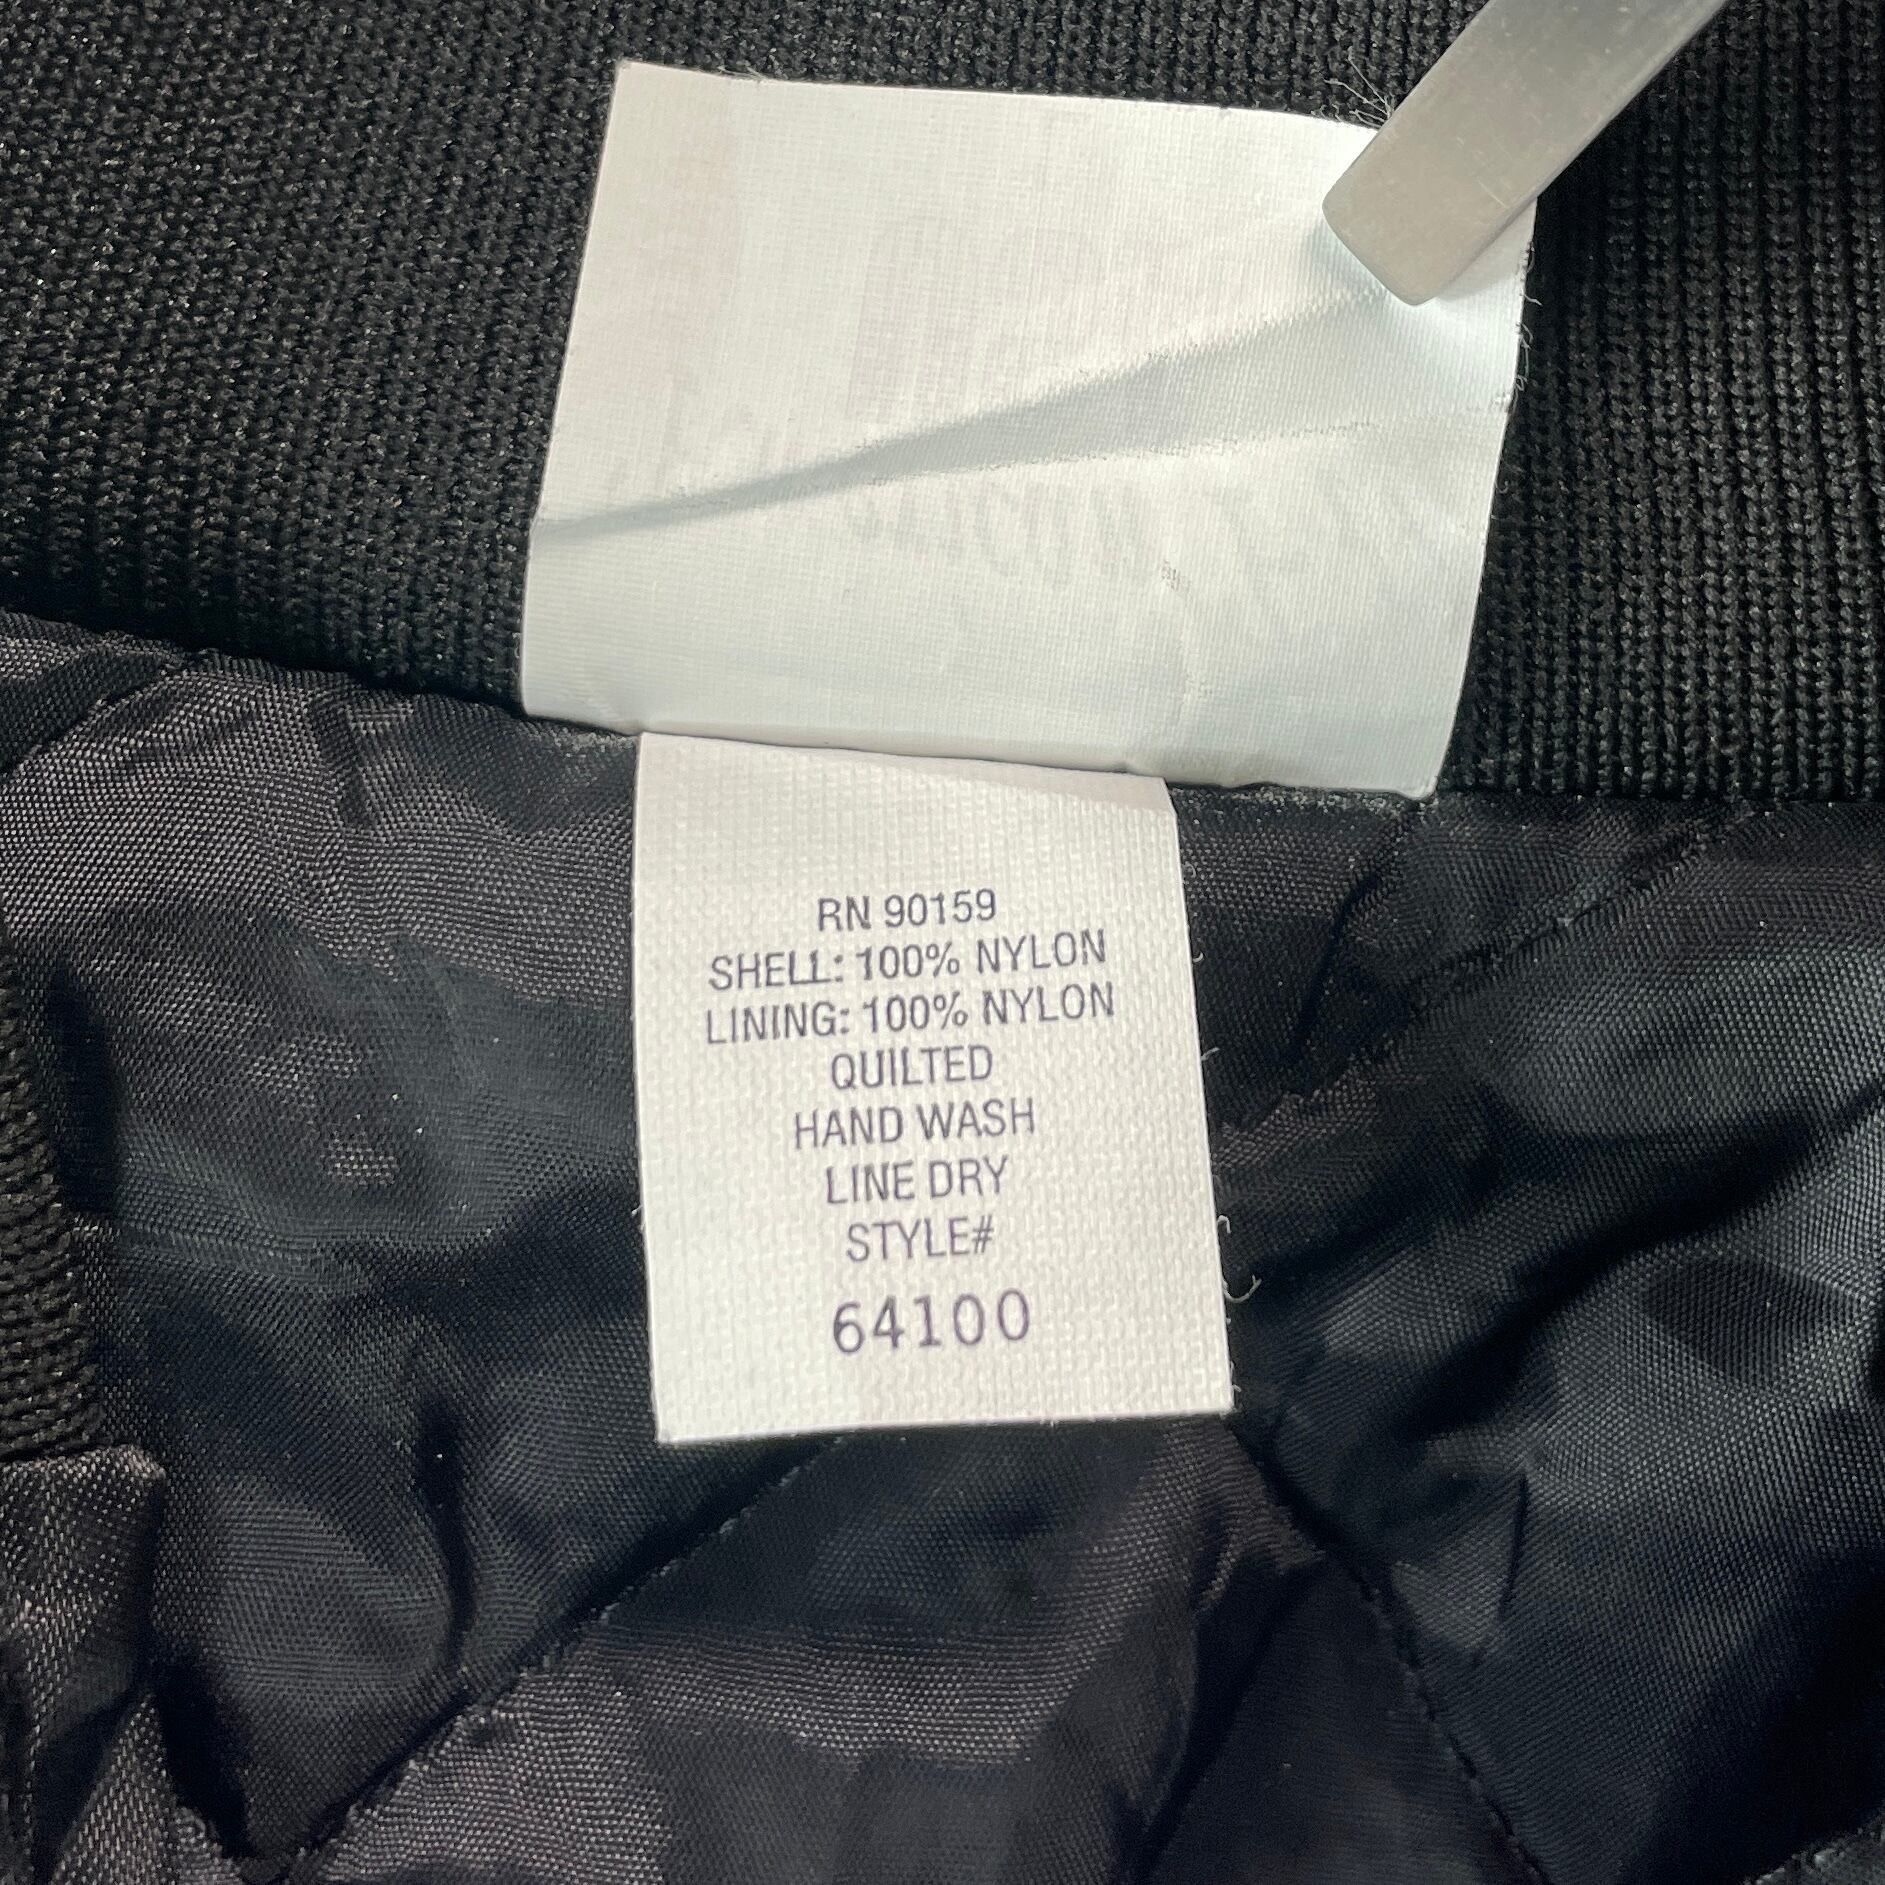 RN 90159
SHELL: 100% NYLON
LINING: 100% NYLON
QUILTED
HAND WASH
LINE DRY
STYLE#
64100